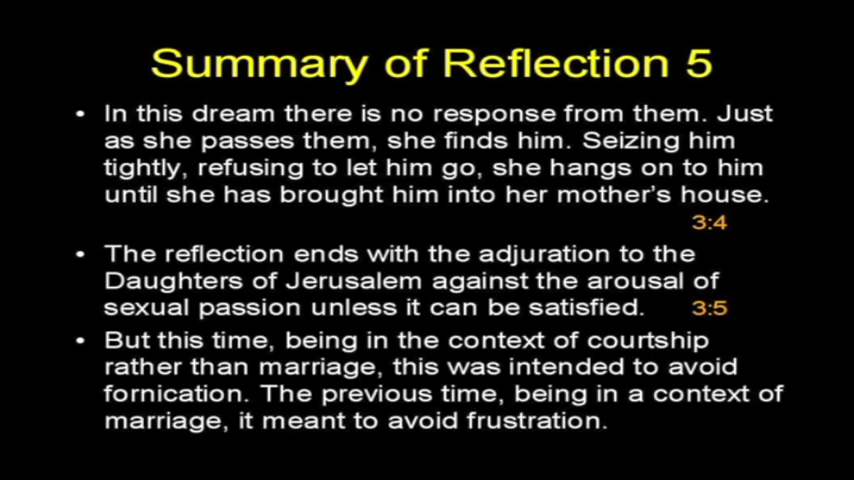 Summary of Reflection 5
• In this dream there is no response from them. Just
as she passes them, she finds him. Seizing him
tightly, refusing to let him go, she hangs on to him
until she has brought him into her mother's house.
3:4
• The reflection ends with the adjuration to the
Daughters of Jerusalem against the arousal of
sexual passion unless it can be satisfied. 3:5
• But this time, being in the context of courtship
rather than marriage, this was intended to avoid
fornication. The previous time, being in a context of
marriage, it meant to avoid frustration.